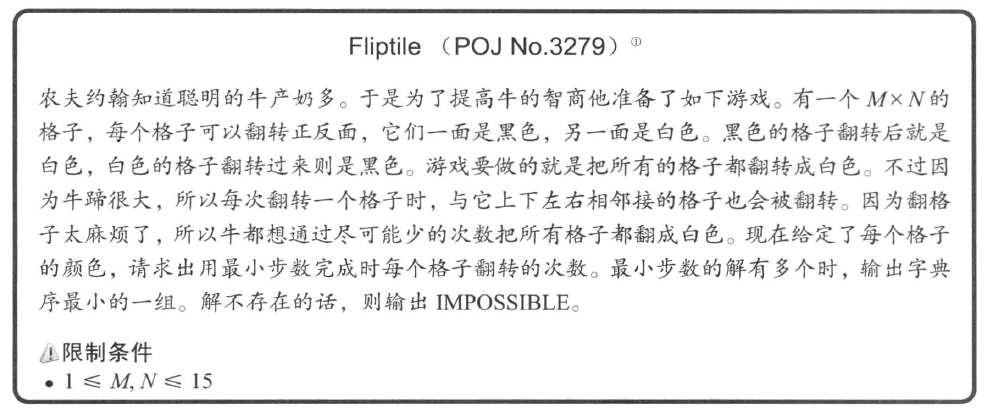 Fliptile （POJ No.3279）①
农夫约翰知道聪明的牛产奶多。于是为了提高牛的智商他准备了如下游戏。有一个 M×N 的
格子，每个格子可以翻转正反面，它们一面是黑色，另一面是白色。黑色的格子翻转后就是
白色，白色的格子翻转过来则是黑色。游戏要做的就是把所有的格子都翻转成白色。不过因
为牛蹄很大，所以每次翻转一个格子时，与它上下左右相邻接的格子也会被翻转。因为翻格
子太麻烦了，所以牛都想通过尽可能少的次数把所有格子都翻成白色。现在给定了每个格子
的颜色，请求出用最小步数完成时每个格子翻转的次数。最小步数的解有多个时，输出字典
序最小的一组。解不存在的话，则输出 IMPOSSIBLE。
限制条件
• 1 ≤ M, N ≤ 15